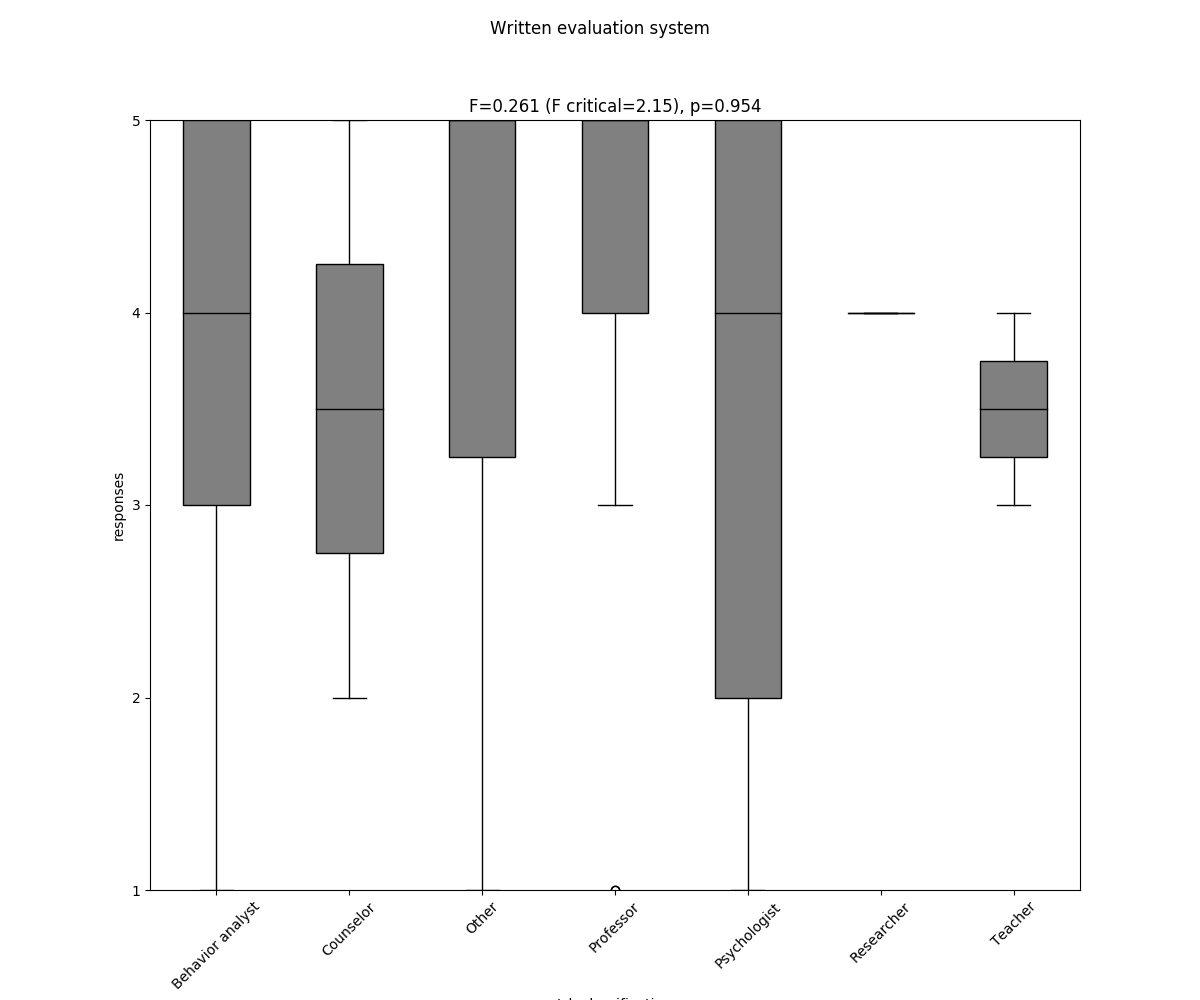 Written evaluation system
F=0.261 (F critical=2.15), p=0.954
5
4
3
2
1
responses
Behavior analyst
Counselor
Other
Professor
Psychologist
Researcher
Teacher